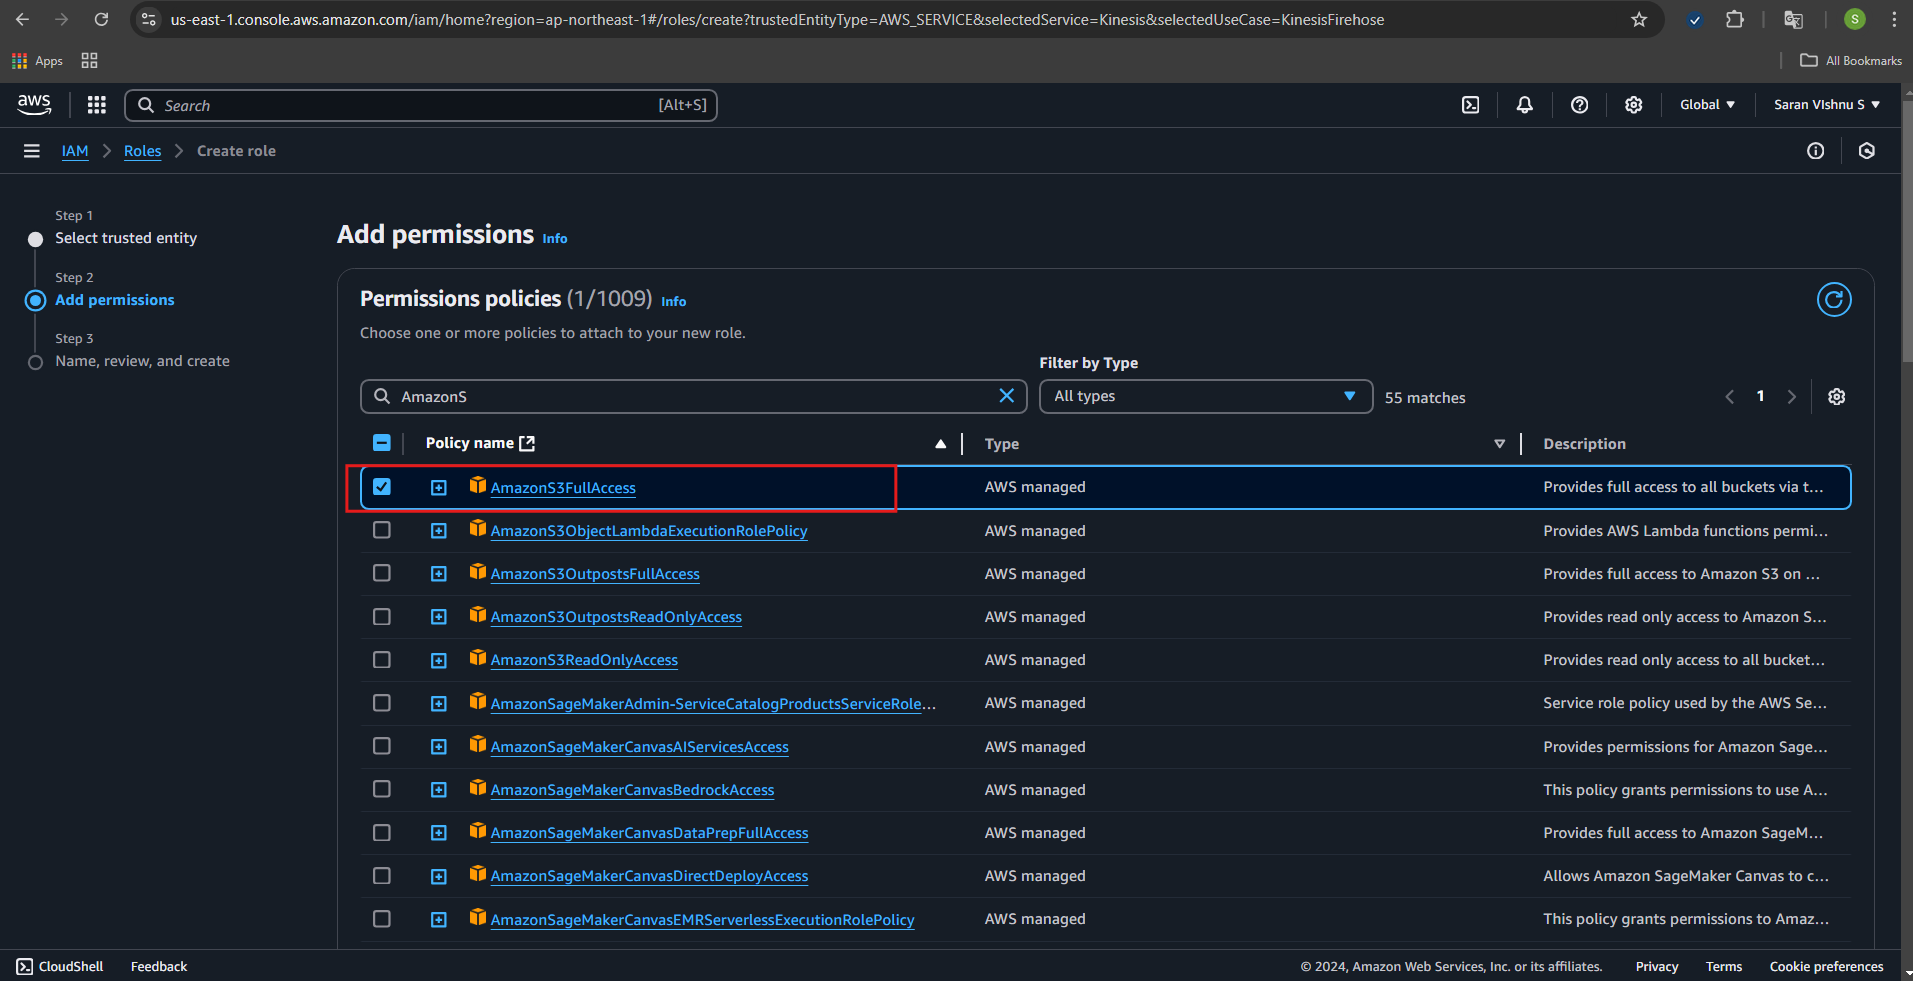 us-east-1.console.aws.amazon.com/iam/home?region=ap-northeast-1#/roles/create?trustedEntityType=AWS_SERVICE&selectedService=Kinesis&selectedUseCase=KinesisFirehose
S
Apps
All Bookmarks
aws
Search
[Alt+S]
Global
Saran VIshnu S
IAM
Roles
Create role
Step 1
Select trusted entity
Step 2
Add permissions
Step 3
Name, review, and create
Add permissions Info
Permissions policies (1/1009) Info
Choose one or more policies to attach to your new role.
Filter by Type
AmazonS
All types
55 matches
1
Policy name
Type
Description
AmazonS3FullAccess AWS managed Provides full access to all buckets via t...
AmazonS3ObjectLambdaExecutionRolePolicy AWS managed Provides AWS Lambda functions permi...
AmazonS3OutpostsFullAccess AWS managed Provides full access to Amazon S3 on ...
AmazonS3OutpostsReadOnlyAccess AWS managed Provides read only access to Amazon S...
AmazonS3ReadOnlyAccess AWS managed Provides read only access to all bucket...
AmazonSageMakerAdmin-ServiceCatalogProductsServiceRole... AWS managed Service role policy used by the AWS Se...
AmazonSageMakerCanvasAIServicesAccess AWS managed Provides permissions for Amazon Sage...
AmazonSageMakerCanvasBedrockAccess AWS managed This policy grants permissions to use A...
AmazonSageMakerCanvasDataPrepFullAccess AWS managed Provides full access to Amazon SageM...
AmazonSageMakerCanvasDirectDeployAccess AWS managed Allows Amazon SageMaker Canvas to c...
AmazonSageMakerCanvasEMRServerlessExecutionRolePolicy AWS managed This policy grants permissions to Amaz...
CloudShell
Feedback
© 2024, Amazon Web Services, Inc. or its affiliates.
Privacy
Terms
Cookie preferences